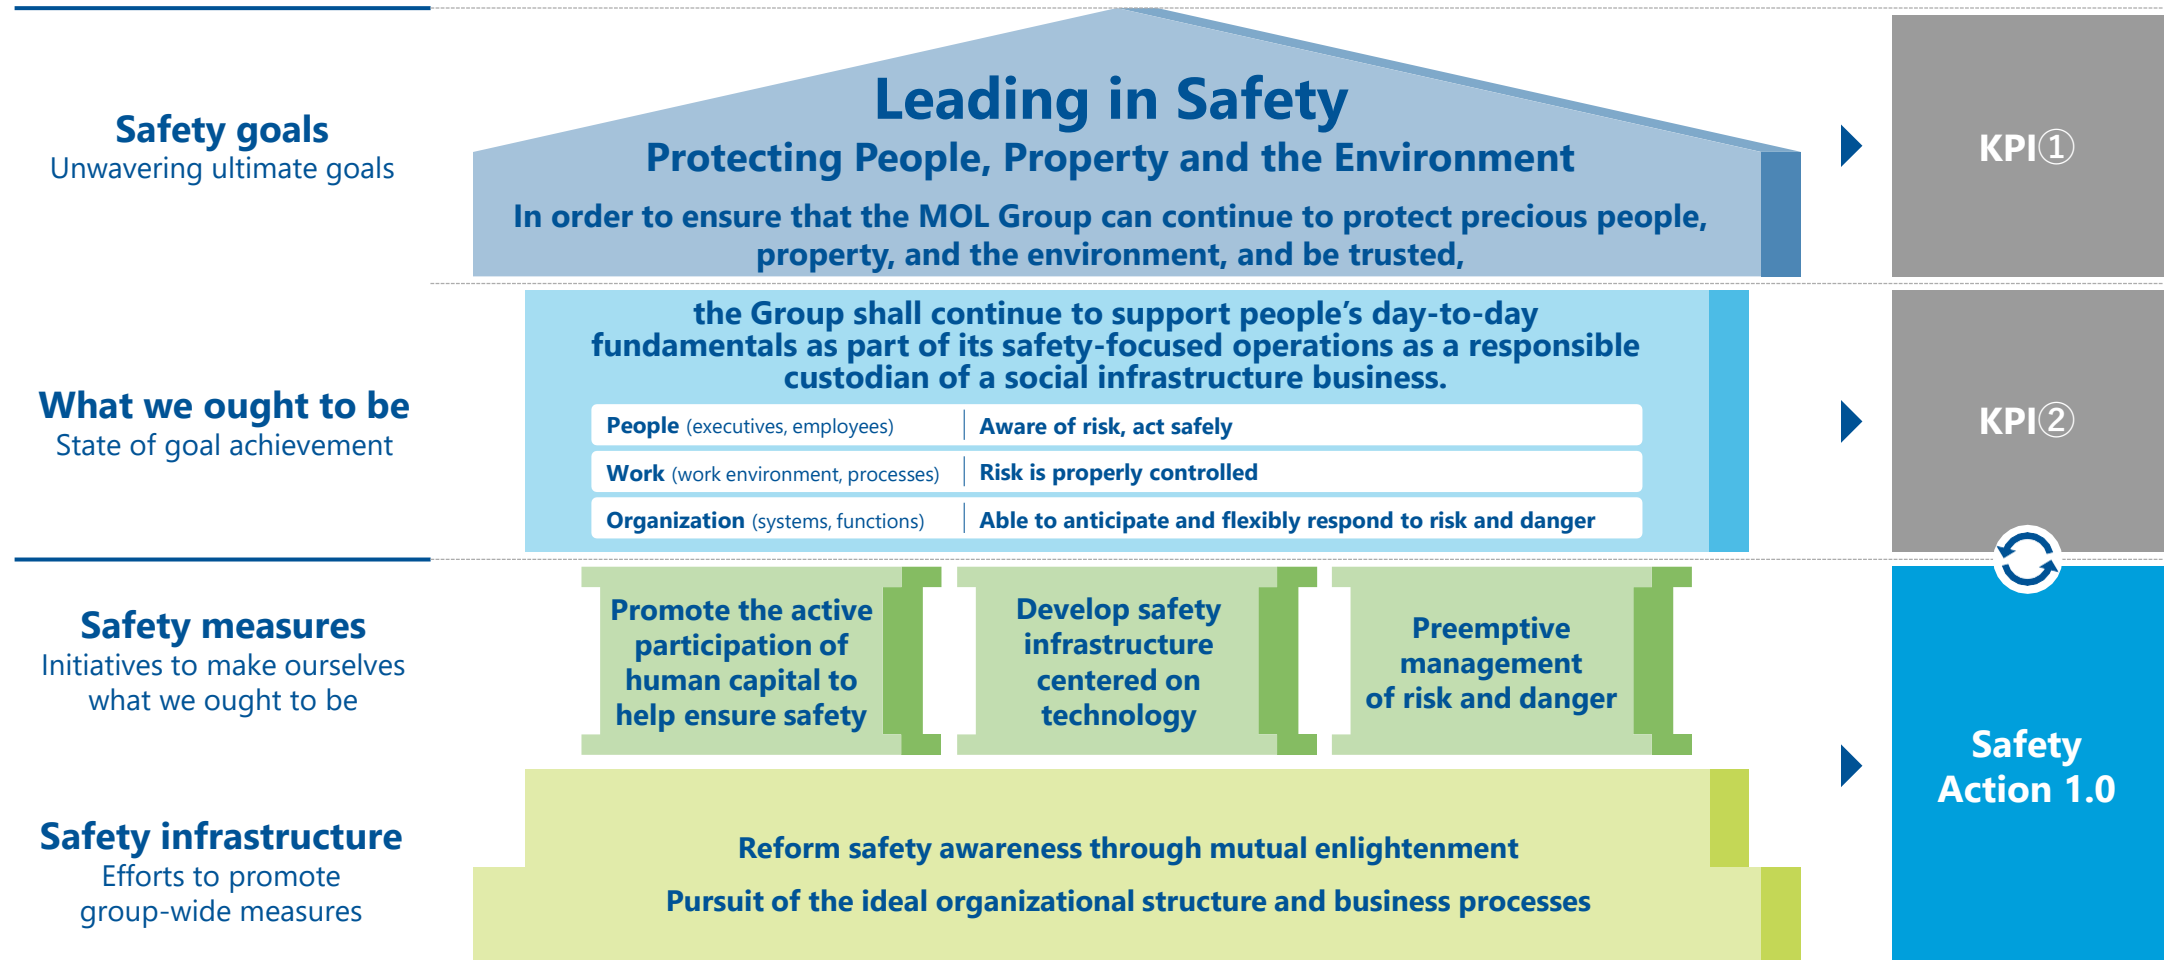 Safety goals
Unwavering ultimate goals
Leading in Safety
Protecting People, Property and the Environment
In order to ensure that the MOL Group can continue to protect precious people,
property, and the environment, and be trusted,
KPI①
What we ought to be
State of goal achievement
the Group shall continue to support people’s day-to-day
fundamentals as part of its safety-focused operations as a responsible
custodian of a social infrastructure business.
People (executives, employees) Aware of risk, act safely
Work (work environment, processes) Risk is properly controlled
Organization (systems, functions) Able to anticipate and flexibly respond to risk and danger
KPI②
Safety measures
Initiatives to make ourselves
what we ought to be
Promote the active
participation of
human capital to
help ensure safety
Develop safety
infrastructure
centered on
technology
Preemptive
management
of risk and danger
Safety infrastructure
Efforts to promote
group-wide measures
Reform safety awareness through mutual enlightenment
Pursuit of the ideal organizational structure and business processes
Safety
Action 1.0